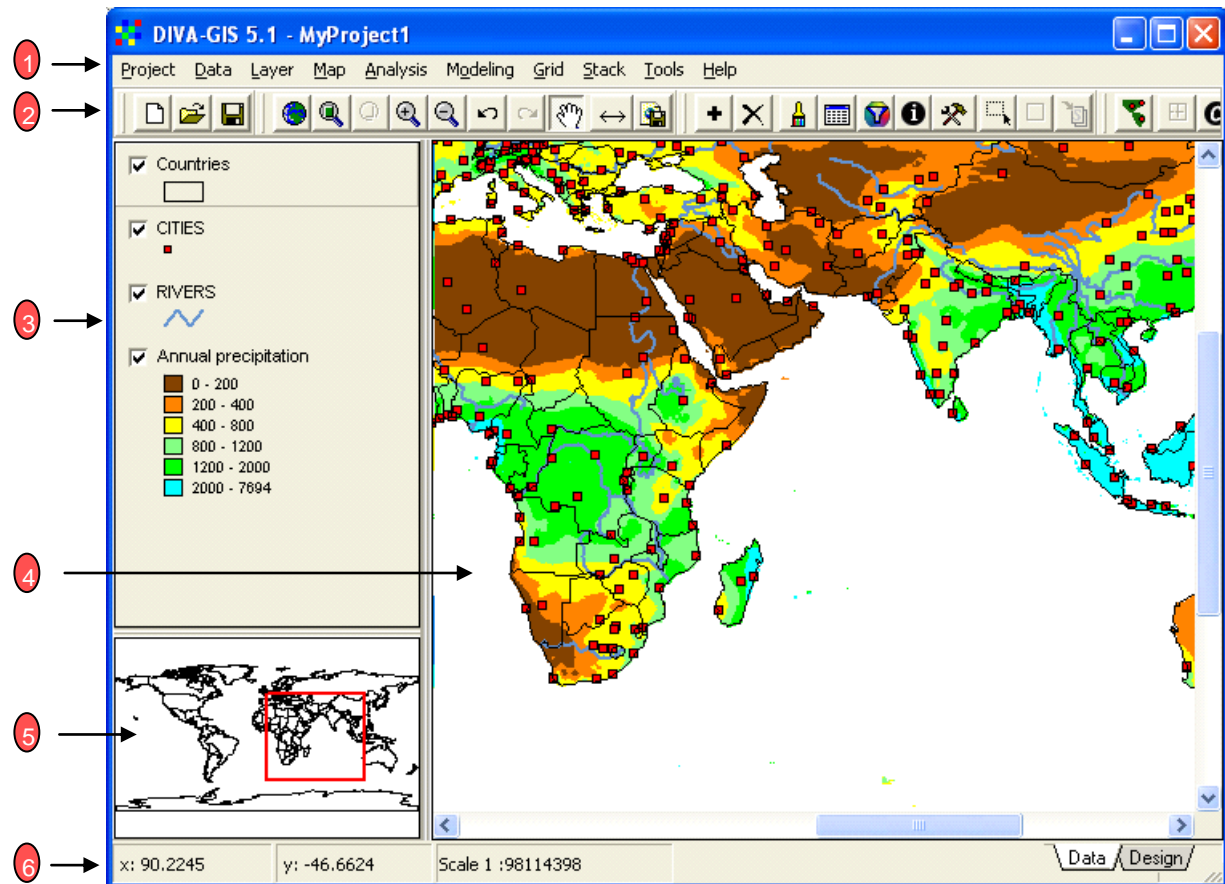 DIVA-GIS 5.1 - MyProject1
1
Project Data Layer Map Analysis Modeling Grid Stack Tools Help
2
Countries
CITIES
RIVERS
3
Annual precipitation
0 - 200
200 - 400
400 - 800
800 - 1200
1200 - 2000
2000 - 7694
4
5
6
x: 90.2245 y: -46.6624 Scale 1 :98114398 Data Design